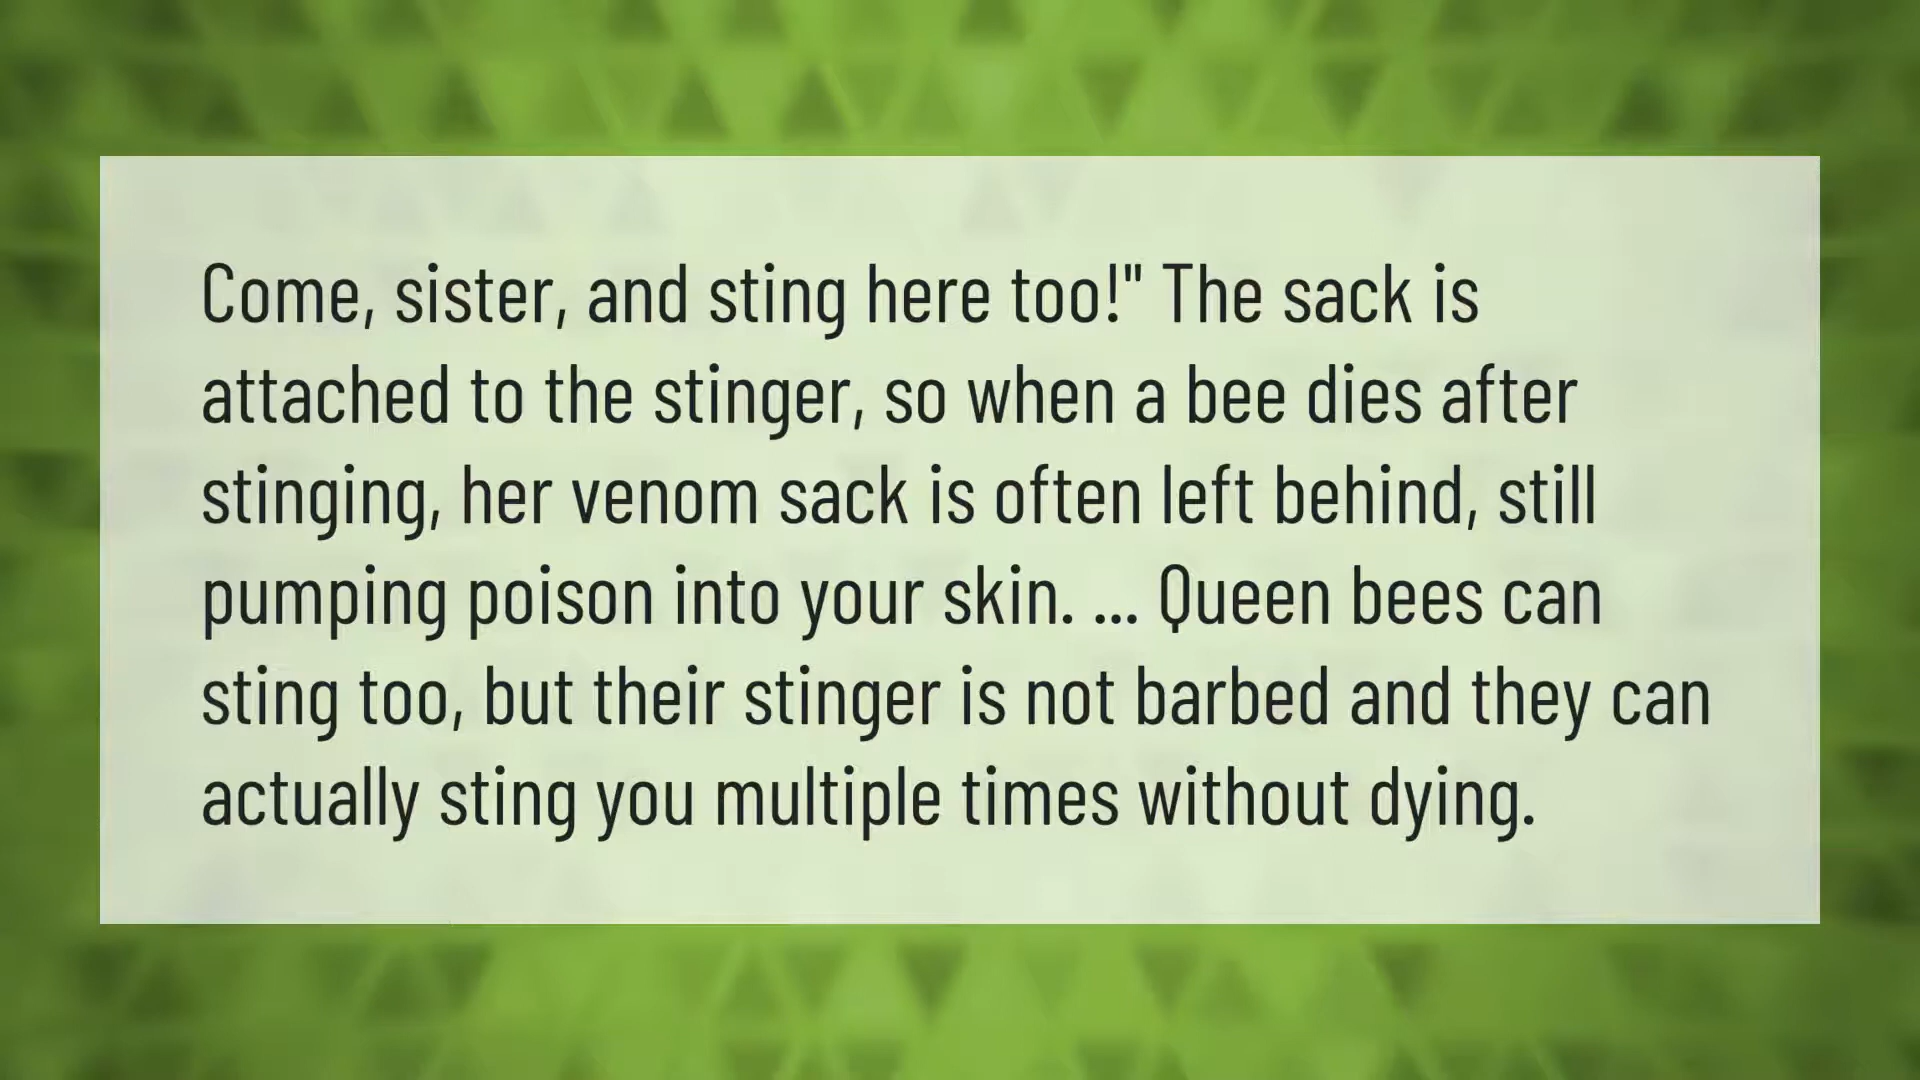 Come, sister, and sting here too!" The sack is
attached to the stinger, so when a bee dies after
stinging, her venom sack is often left behind, still
pumping poison into your skin. ... Queen bees can
sting too, but their stinger is not barbed and they can
actually sting you multiple times without dying.